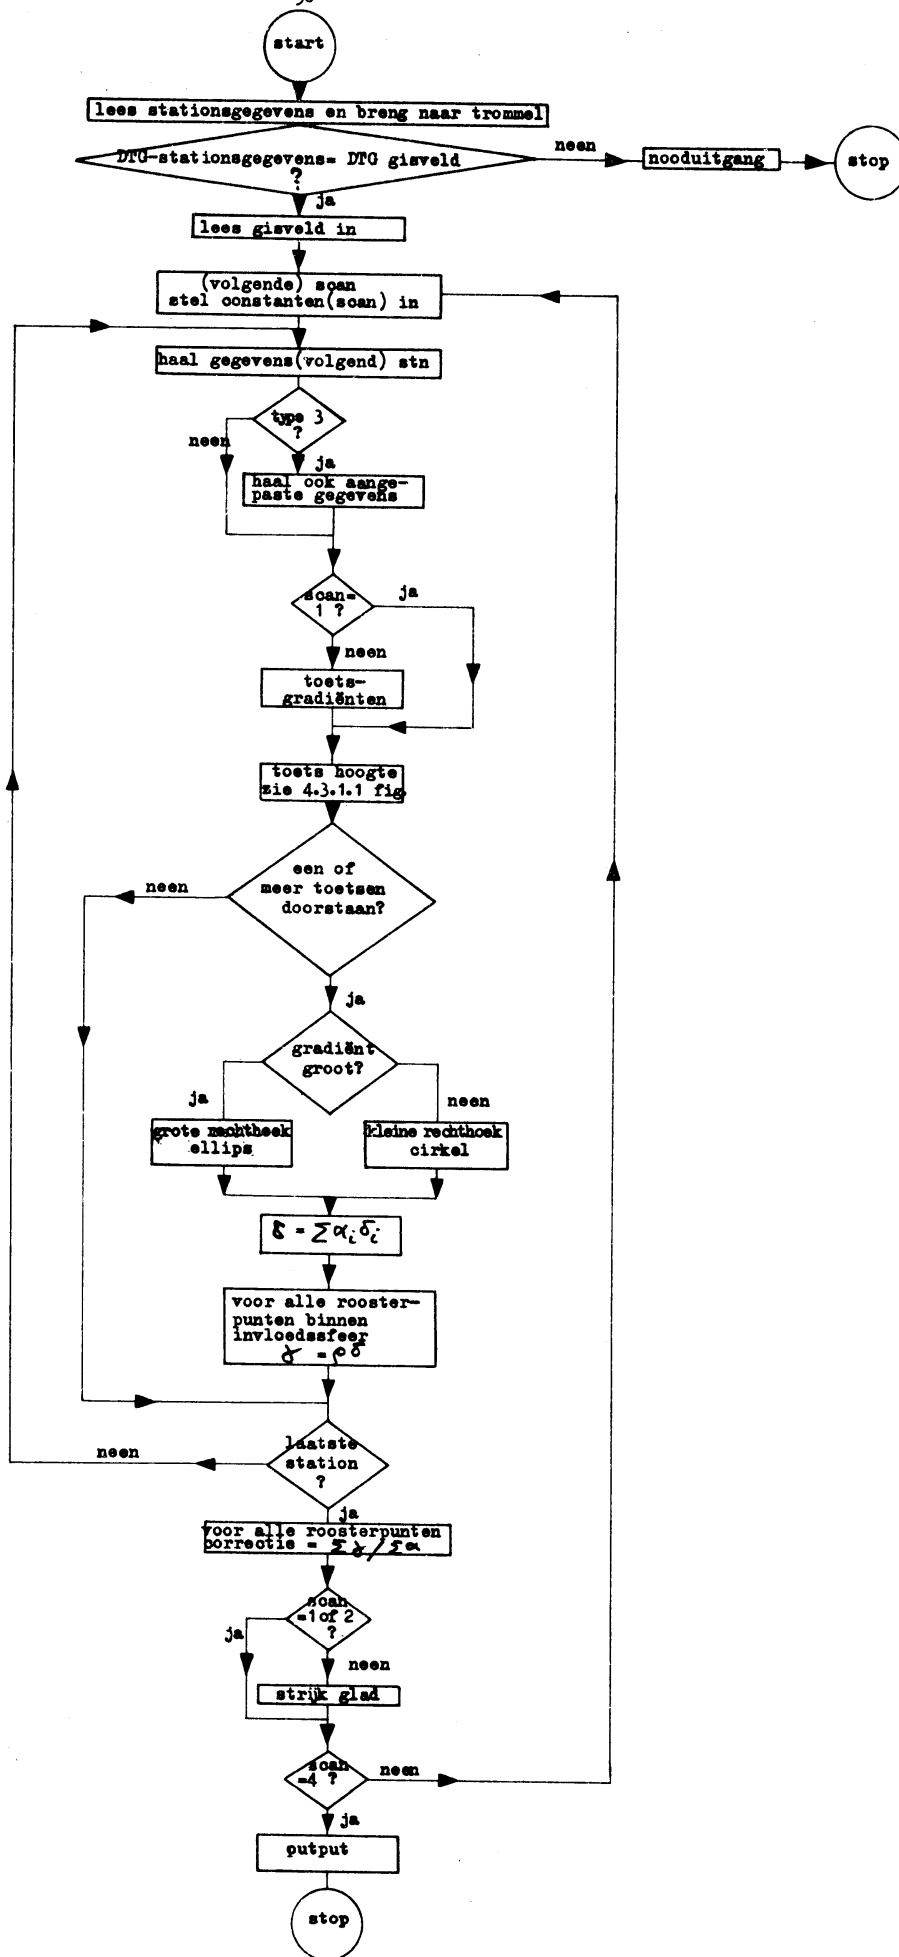 start
lees stationsgegevens en breng naar trommel
DTG-stationsgegevens= DTG gisveld
?
neen
nooduitgang
stop
ja
lees gisveld in
(volgende) scan
stel constanten(scan) in
haal gegevens(volgend) stn
type 3
?
neen
ja
haal ook aange-
paste gegevens
scan=
1 ?
ja
neen
toets-
gradiënten
toets hoogte
zie 4.3.1.1 fig
een of
meer toetsen
doorstaan?
neen
ja
gradiënt
groot?
ja
neen
grote rechthoek
ellips
kleine rechthoek
cirkel
δ = Σ αᵢ δᵢ
voor alle rooster-
punten binnen
invloedssfeer
γ = ρδ
laatste
station
?
neen
ja
voor alle roosterpunten
correctie = Σγ/Σα
scan
=1 of 2
?
ja
neen
strijk glad
scan
=4 ?
neen
ja
output
stop